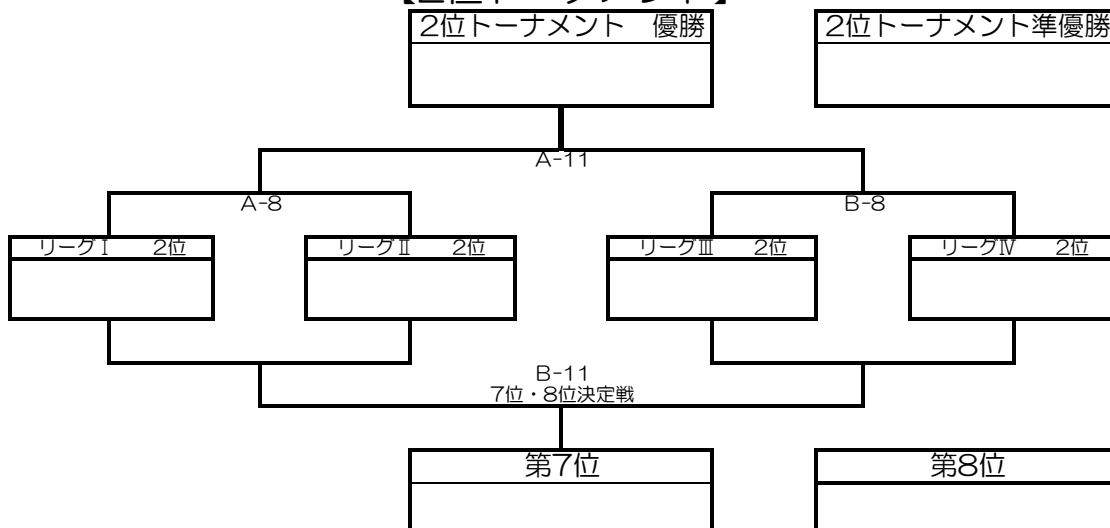 2位トーナメント　優勝
2位トーナメント準優勝
A-11
A-8
B-8
リーグⅠ　2位
リーグⅡ　2位
リーグⅢ　2位
リーグⅣ　2位
B-11
7位・8位決定戦
第7位
第8位